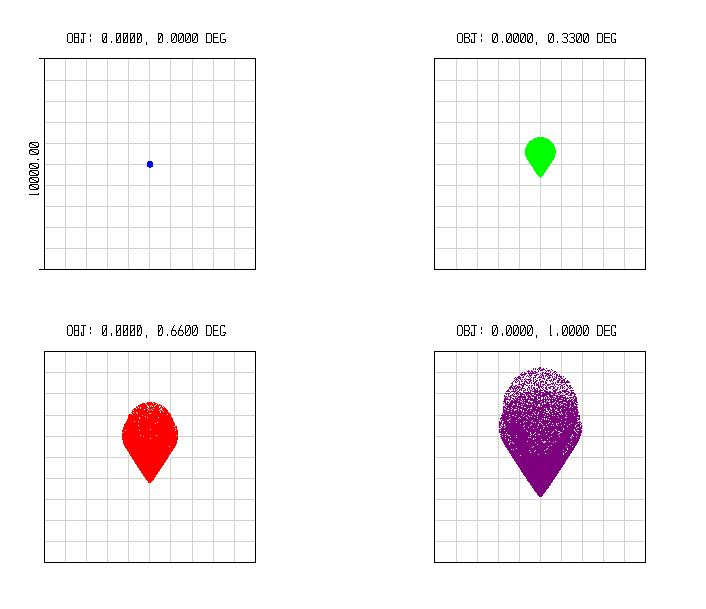 OBJ: 0.0000, 0.0000 DEG
OBJ: 0.0000, 0.3300 DEG
10000.00
OBJ: 0.0000, 0.6600 DEG
OBJ: 0.0000, 1.0000 DEG